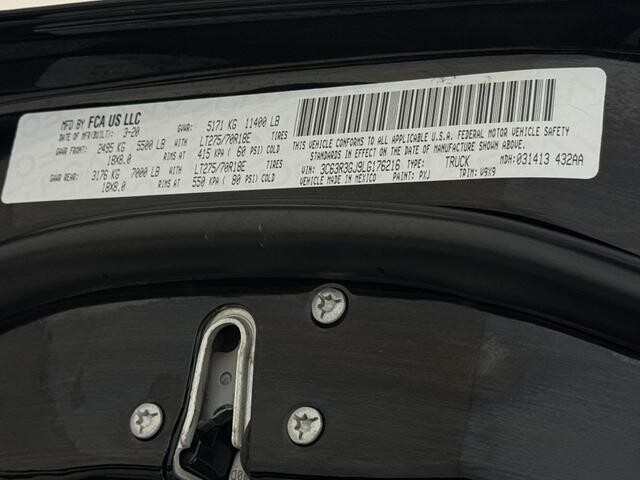 MFD BY FCA US LLC
DATE OF MFR(BUILT): 3-20 GVWR: 5171 KG 11400 LB
GAWR FRONT: 2495 KG 5500 LB LT275/70R18E TIRES
18X8.0 RIMS AT 415 KPA ( 60 PSI) COLD
GAWR REAR: 3176 KG 7000 LB LT275/70R18E TIRES
18X8.0 RIMS AT 550 KPA ( 80 PSI) COLD
THIS VEHICLE CONFORMS TO ALL APPLICABLE U.S.A. FEDERAL MOTOR VEHICLE SAFETY
STANDARDS IN EFFECT ON THE DATE OF MANUFACTURE SHOWN ABOVE.
VIN: 3C63R3GJ9LG176216 TYPE: TRUCK MDH: 031413 432AA
VEHICLE MADE IN MEXICO PAINT: PXJ TRIM: V9X9